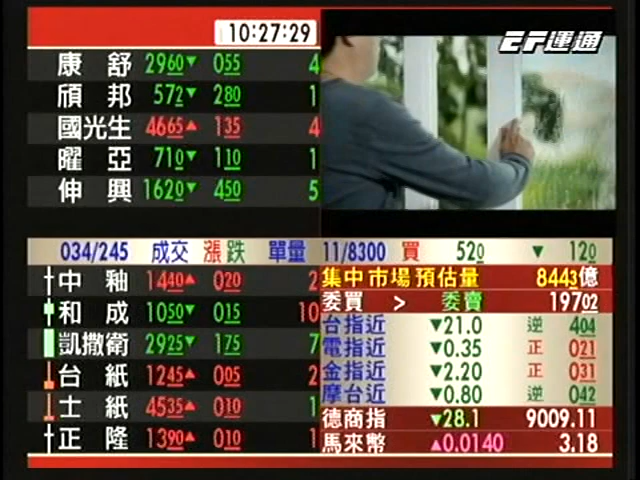 10:27:29
EF運通
康 舒 2960▼ 055 4
頎 邦 572▼ 280 1
國光生 4665▲ 135 4
曜 亞 710▼ 110 1
伸 興 1620▼ 450 5
034/245 成交 漲跌 單量 11/8300 買 520 ▼ 120
中 釉 1440▲ 020 2
和 成 1050▼ 015 10
凱撒衛 2925▼ 175 7
台 紙 1245▲ 005 2
士 紙 4535▲ 010 1
正 隆 1390▲ 010 1
集中市場預估量 8443億
委買 > 委賣 19702
台指近 ▼21.0 逆 404
電指近 ▼0.35 正 021
金指近 ▼2.20 正 031
摩台近 ▼0.80 逆 042
德商指 ▼28.1 9009.11
馬來幣 ▲0.0140 3.18